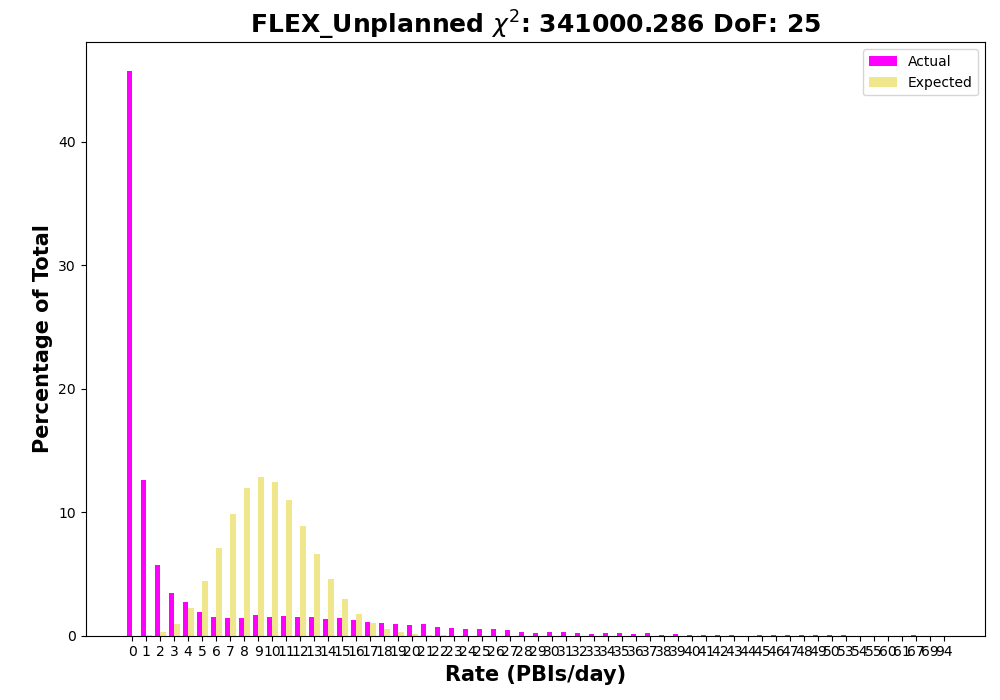 FLEX_Unplanned χ²: 341000.286 DoF: 25
Actual
Expected
Percentage of Total
40
30
20
10
0
0 1 2 3 4 5 6 7 8 9 10 11 12 13 14 15 16 17 18 19 20 21 22 23 24 25 26 27 28 29 30 31 32 33 34 35 36 37 38 39 40 41 42 43 44 45 46 47 48 49 50 53 54 55 60 61 67 69 94
Rate (PBIs/day)